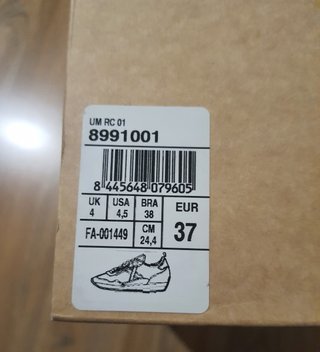 UM RC 01
8991001
8 445648 079605
UK USA BRA EUR
4 4,5 38 37
FA-001449 CM
24,4